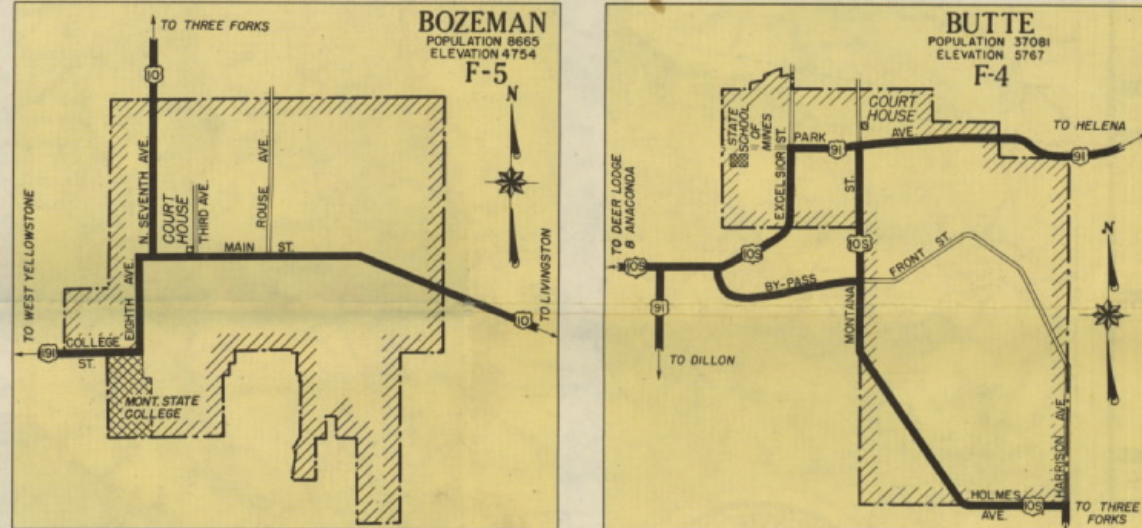 BOZEMAN
POPULATION 8665
ELEVATION 4754
F-5
TO THREE FORKS
10
N
N. SEVENTH AVE.
COURT
HOUSE
THIRD AVE.
ROUSE AVE.
MAIN ST.
EIGHTH AVE.
TO WEST YELLOWSTONE
191
COLLEGE
ST.
MONT. STATE
COLLEGE
10
TO LIVINGSTON
BUTTE
POPULATION 37081
ELEVATION 5767
F-4
STATE
SCHOOL
OF
MINES
COURT
HOUSE
PARK AVE.
91
TO HELENA
91
EXCELSIOR ST.
MONTANA ST.
10S
TO DEER LODGE
& ANACONDA
10S
10S
BY-PASS
FRONT ST.
91
TO DILLON
N
HARRISON AVE.
HOLMES
AVE.
10S
TO THREE
FORKS